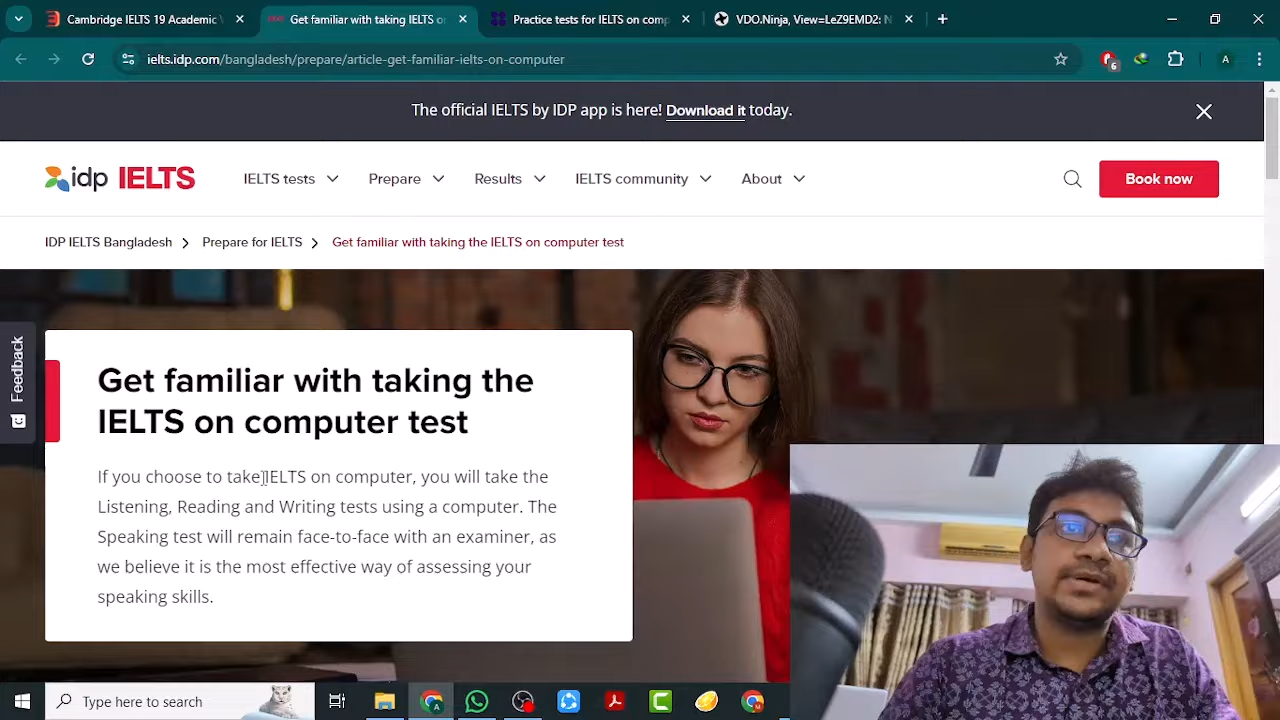 Cambridge IELTS 19 Academic
Get familiar with taking IELTS on
Practice tests for IELTS on comp
VDO.Ninja, View=LeZ9EMD2: N
ielts.idp.com/bangladesh/prepare/article-get-familiar-ielts-on-computer
6
A
The official IELTS by IDP app is here! Download it today.
idp IELTS
IELTS tests
Prepare
Results
IELTS community
About
Book now
IDP IELTS Bangladesh
Prepare for IELTS
Get familiar with taking the IELTS on computer test
Feedback
Get familiar with taking the
IELTS on computer test
If you choose to take IELTS on computer, you will take the
Listening, Reading and Writing tests using a computer. The
Speaking test will remain face-to-face with an examiner, as
we believe it is the most effective way of assessing your
speaking skills.
Type here to search